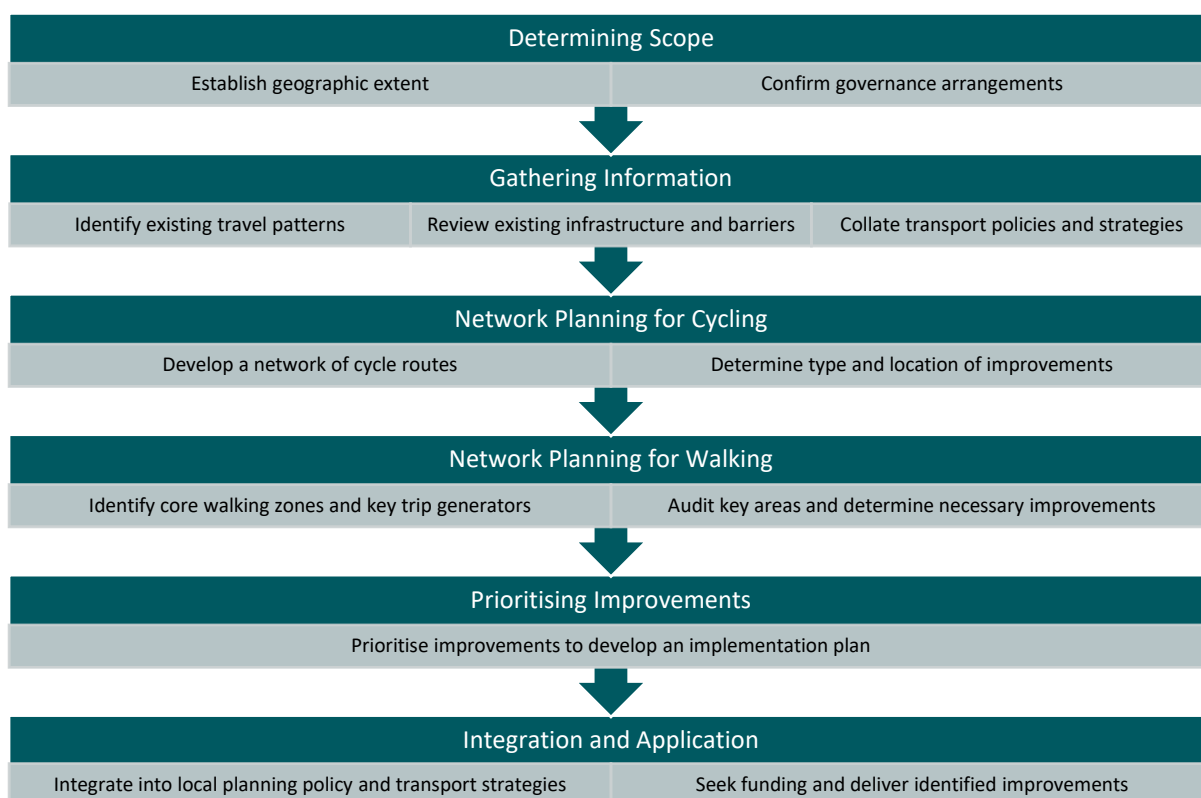 Determining Scope
Establish geographic extent
Confirm governance arrangements
Gathering Information
Identify existing travel patterns
Review existing infrastructure and barriers
Collate transport policies and strategies
Network Planning for Cycling
Develop a network of cycle routes
Determine type and location of improvements
Network Planning for Walking
Identify core walking zones and key trip generators
Audit key areas and determine necessary improvements
Prioritising Improvements
Prioritise improvements to develop an implementation plan
Integration and Application
Integrate into local planning policy and transport strategies
Seek funding and deliver identified improvements